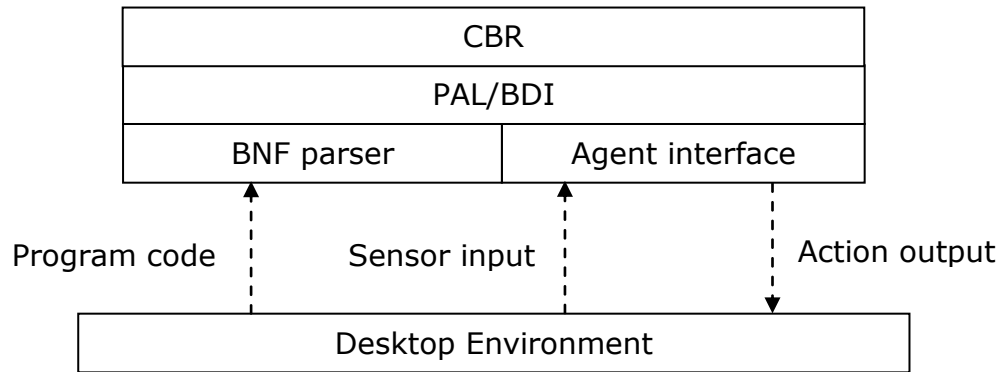 CBR
PAL/BDI
BNF parser
Agent interface
Program code
Sensor input
Action output
Desktop Environment